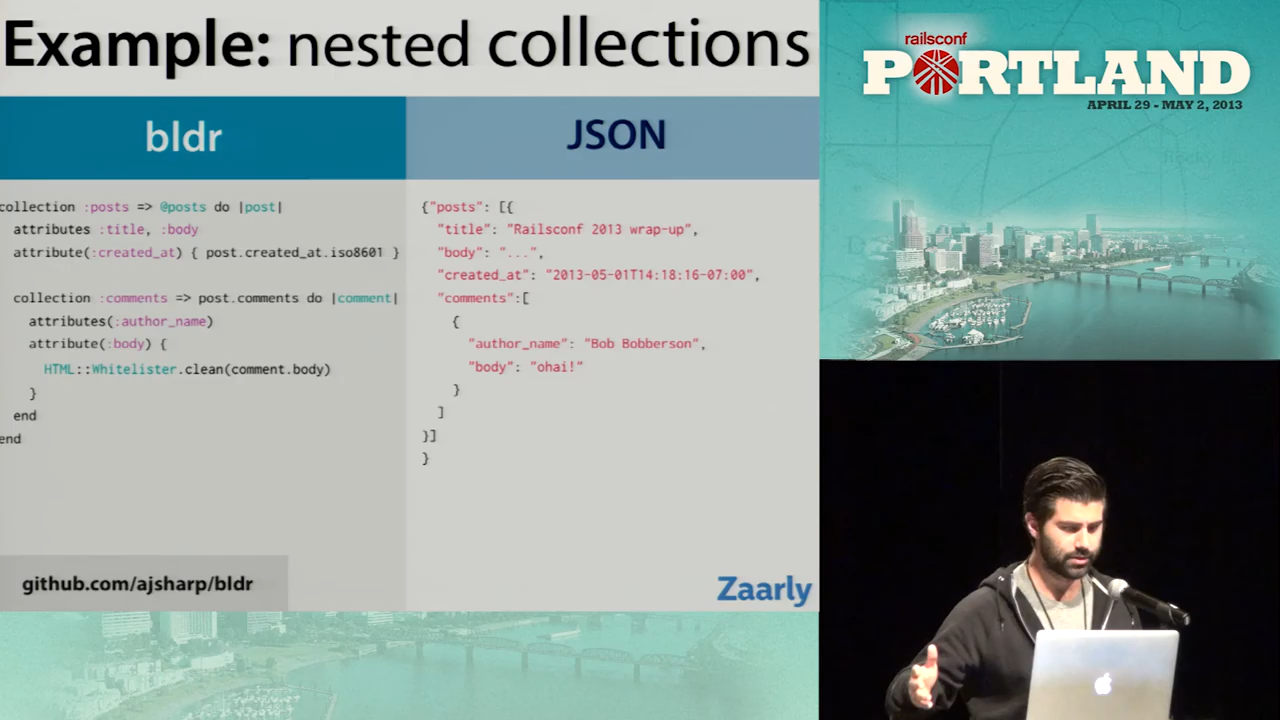 Example: nested collections
bldr
collection :posts => @posts do |post|
attributes :title, :body
attribute(:created_at) { post.created_at.iso8601 }
collection :comments => post.comments do |comment|
attributes(:author_name)
attribute(:body) {
HTML::Whitelister.clean(comment.body)
}
end
end
github.com/ajsharp/bldr
JSON
{"posts": [{
"title": "Railsconf 2013 wrap-up",
"body": "...",
"created_at": "2013-05-01T14:18:16-07:00",
"comments":[
{
"author_name": "Bob Bobberson",
"body": "ohai!"
}
]
}]
}
Zaarly
railsconf
PORTLAND
APRIL 29 - MAY 2, 2013